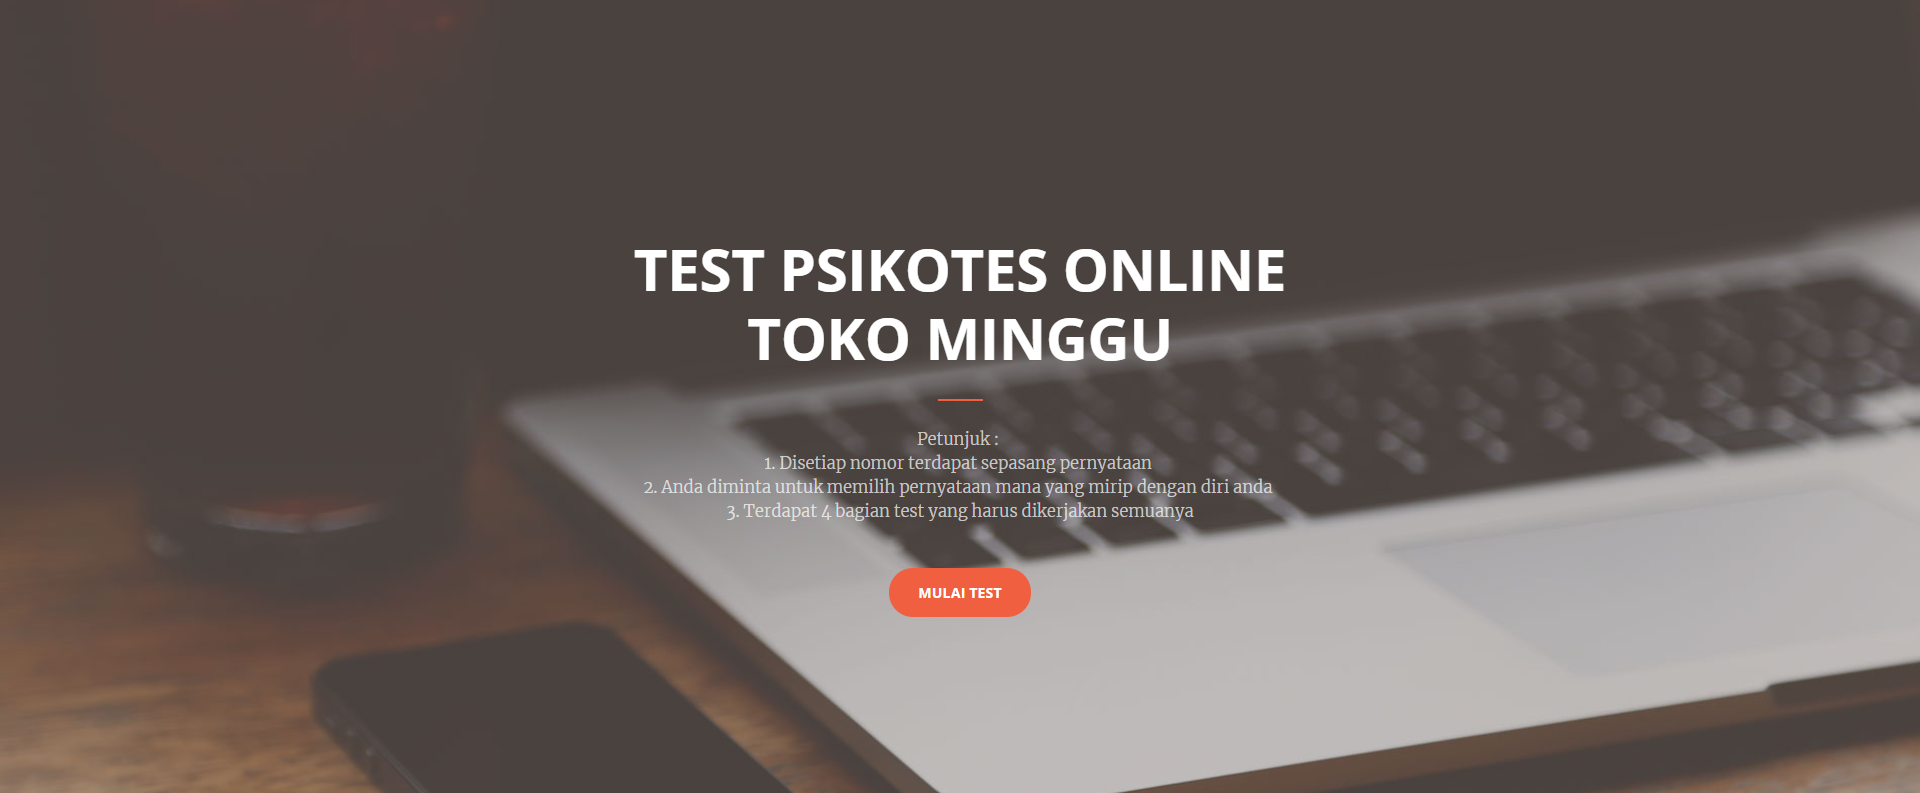 TEST PSIKOTES ONLINE
TOKO MINGGU
Petunjuk :
1. Disetiap nomor terdapat sepasang pernyataan
2. Anda diminta untuk memilih pernyataan mana yang mirip dengan diri anda
3. Terdapat 4 bagian test yang harus dikerjakan semuanya
MULAI TEST